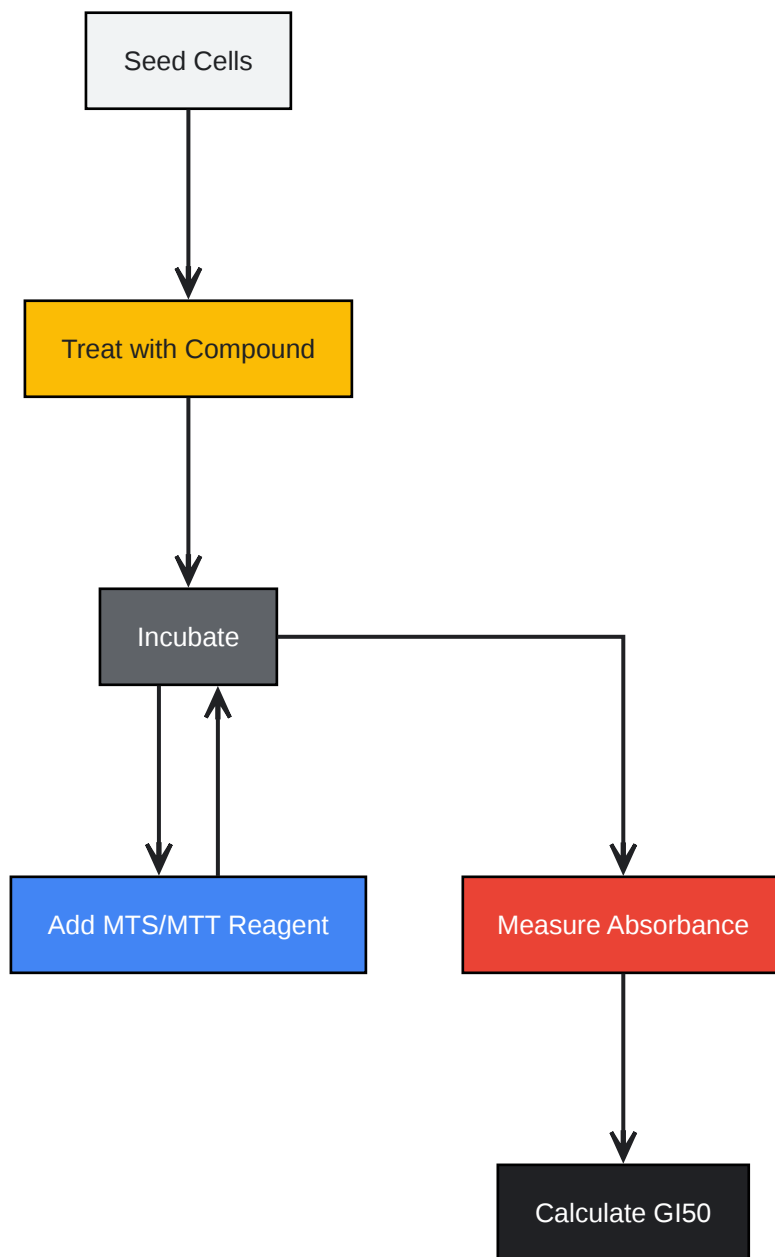 Seed Cells
Treat with Compound
Incubate
Add MTS/MTT Reagent
Measure Absorbance
Calculate GI50